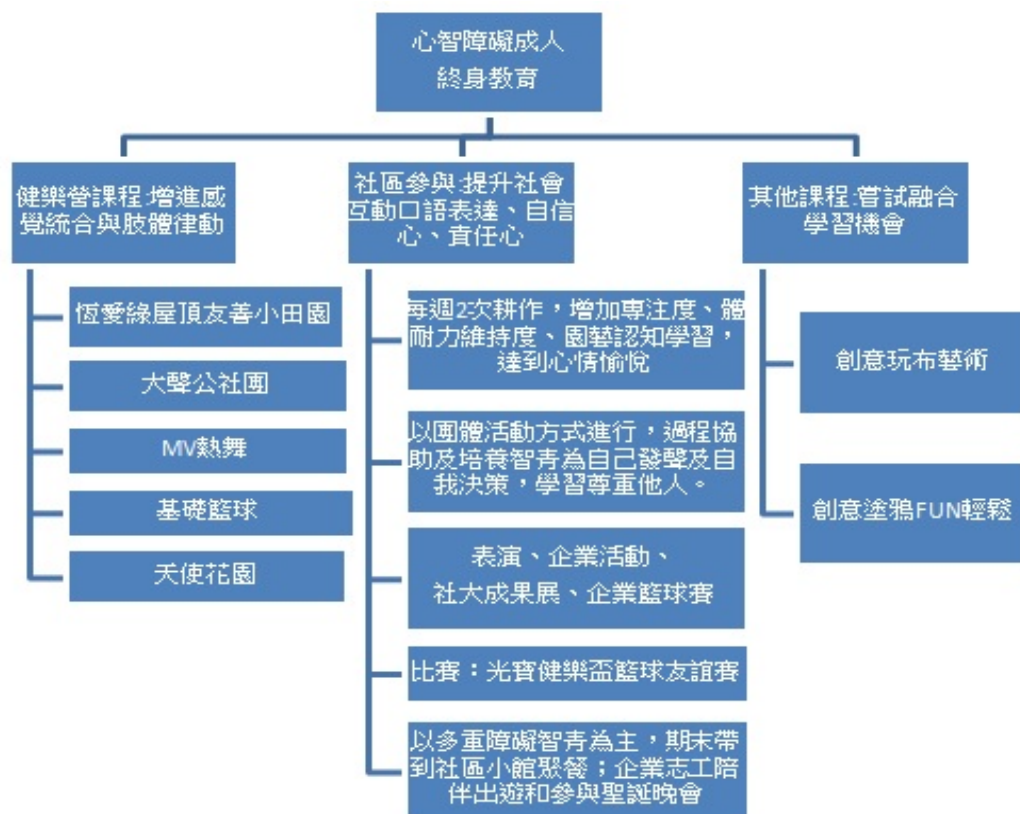 心智障礙成人
終身教育
健樂營課程:增進感
覺統合與肢體律動
恆愛綠屋頂友善小田園
大聲公社團
MV熱舞
基礎籃球
天使花園
社區參與:提升社會
互動口語表達、自信
心、責任心
每週2次耕作，增加專注度、體
耐力維持度、園藝認知學習，
達到心情愉悅
以團體活動方式進行，過程協
助及培養智青為自己發聲及自
我決策，學習尊重他人。
表演、企業活動、
社大成果展、企業籃球賽
比賽：光寶健樂盃籃球友誼賽
以多重障礙智青為主，期末帶
到社區小館聚餐；企業志工陪
伴出遊和參與聖誕晚會
其他課程:嘗試融合
學習機會
創意玩布藝術
創意塗鴉FUN輕鬆